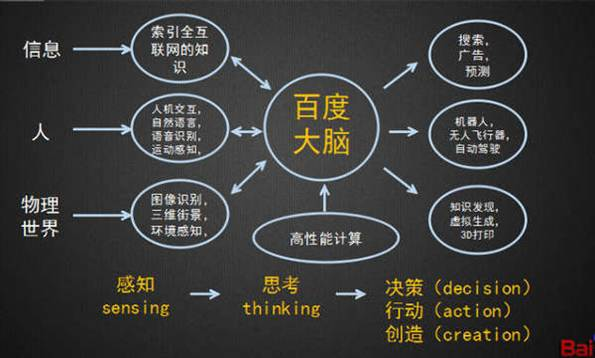 信息
索引全互
联网的知
识
搜索,
广告,
预测
人
人机交互,
自然语言,
语音识别,
运动感知,
百度
大脑
机器人,
无人飞行器,
自动驾驶
物理
世界
图像识别,
三维街景,
环境感知,
高性能计算
知识发现,
虚拟生成,
3D打印
感知
sensing
思考
thinking
决策（decision）
行动（action）
创造（creation）
Bai